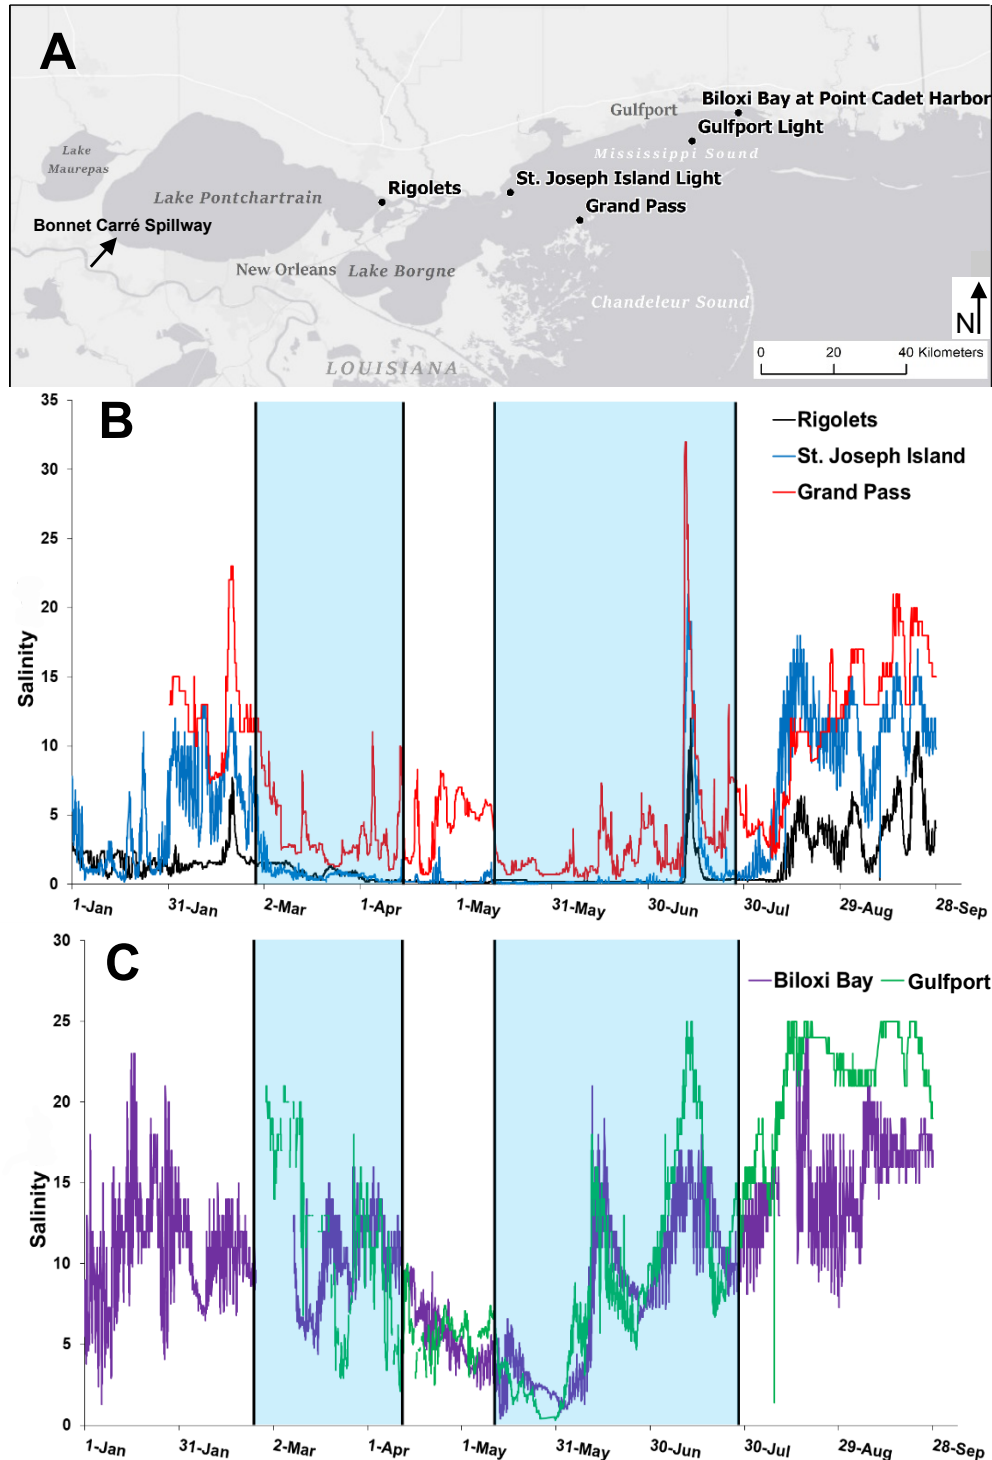 A
Gulfport
Biloxi Bay at Point Cadet Harbor
Gulfport Light
Mississippi Sound
Lake
Maurepas
St. Joseph Island Light
Rigolets
Lake Pontchartrain
Grand Pass
Bonnet Carré Spillway
New Orleans
Lake Borgne
Chandeleur Sound
N
LOUISIANA
0 20 40 Kilometers
B
35
30
25
20
15
10
5
0
Salinity
Rigolets
St. Joseph Island
Grand Pass
1-Jan 31-Jan 2-Mar 1-Apr 1-May 31-May 30-Jun 30-Jul 29-Aug 28-Sep
C
30
25
20
15
10
5
0
Salinity
Biloxi Bay Gulfport
1-Jan 31-Jan 2-Mar 1-Apr 1-May 31-May 30-Jun 30-Jul 29-Aug 28-Sep